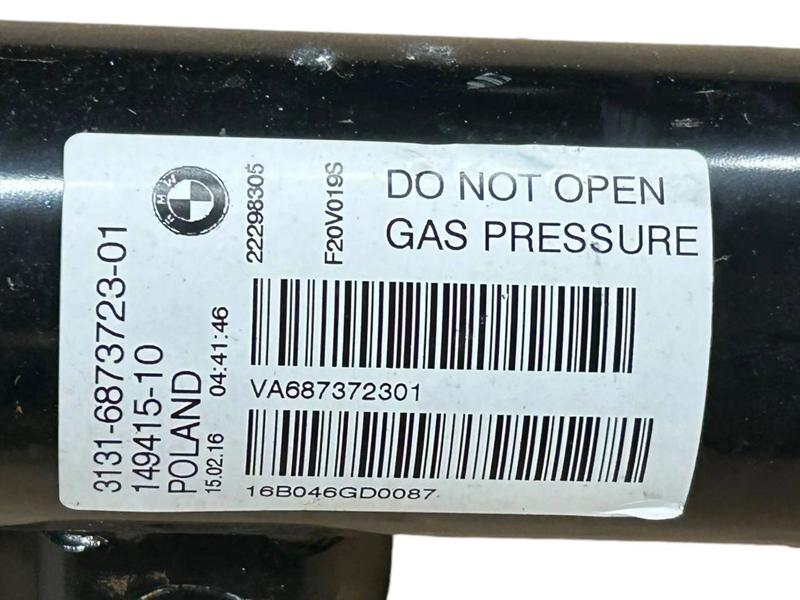 DO NOT OPEN
GAS PRESSURE
22298305
F20V019S
VA687372301
16B046GD0087
3131-6873723-01
149415-10
POLAND
15.02.16 04:41:46
BMW